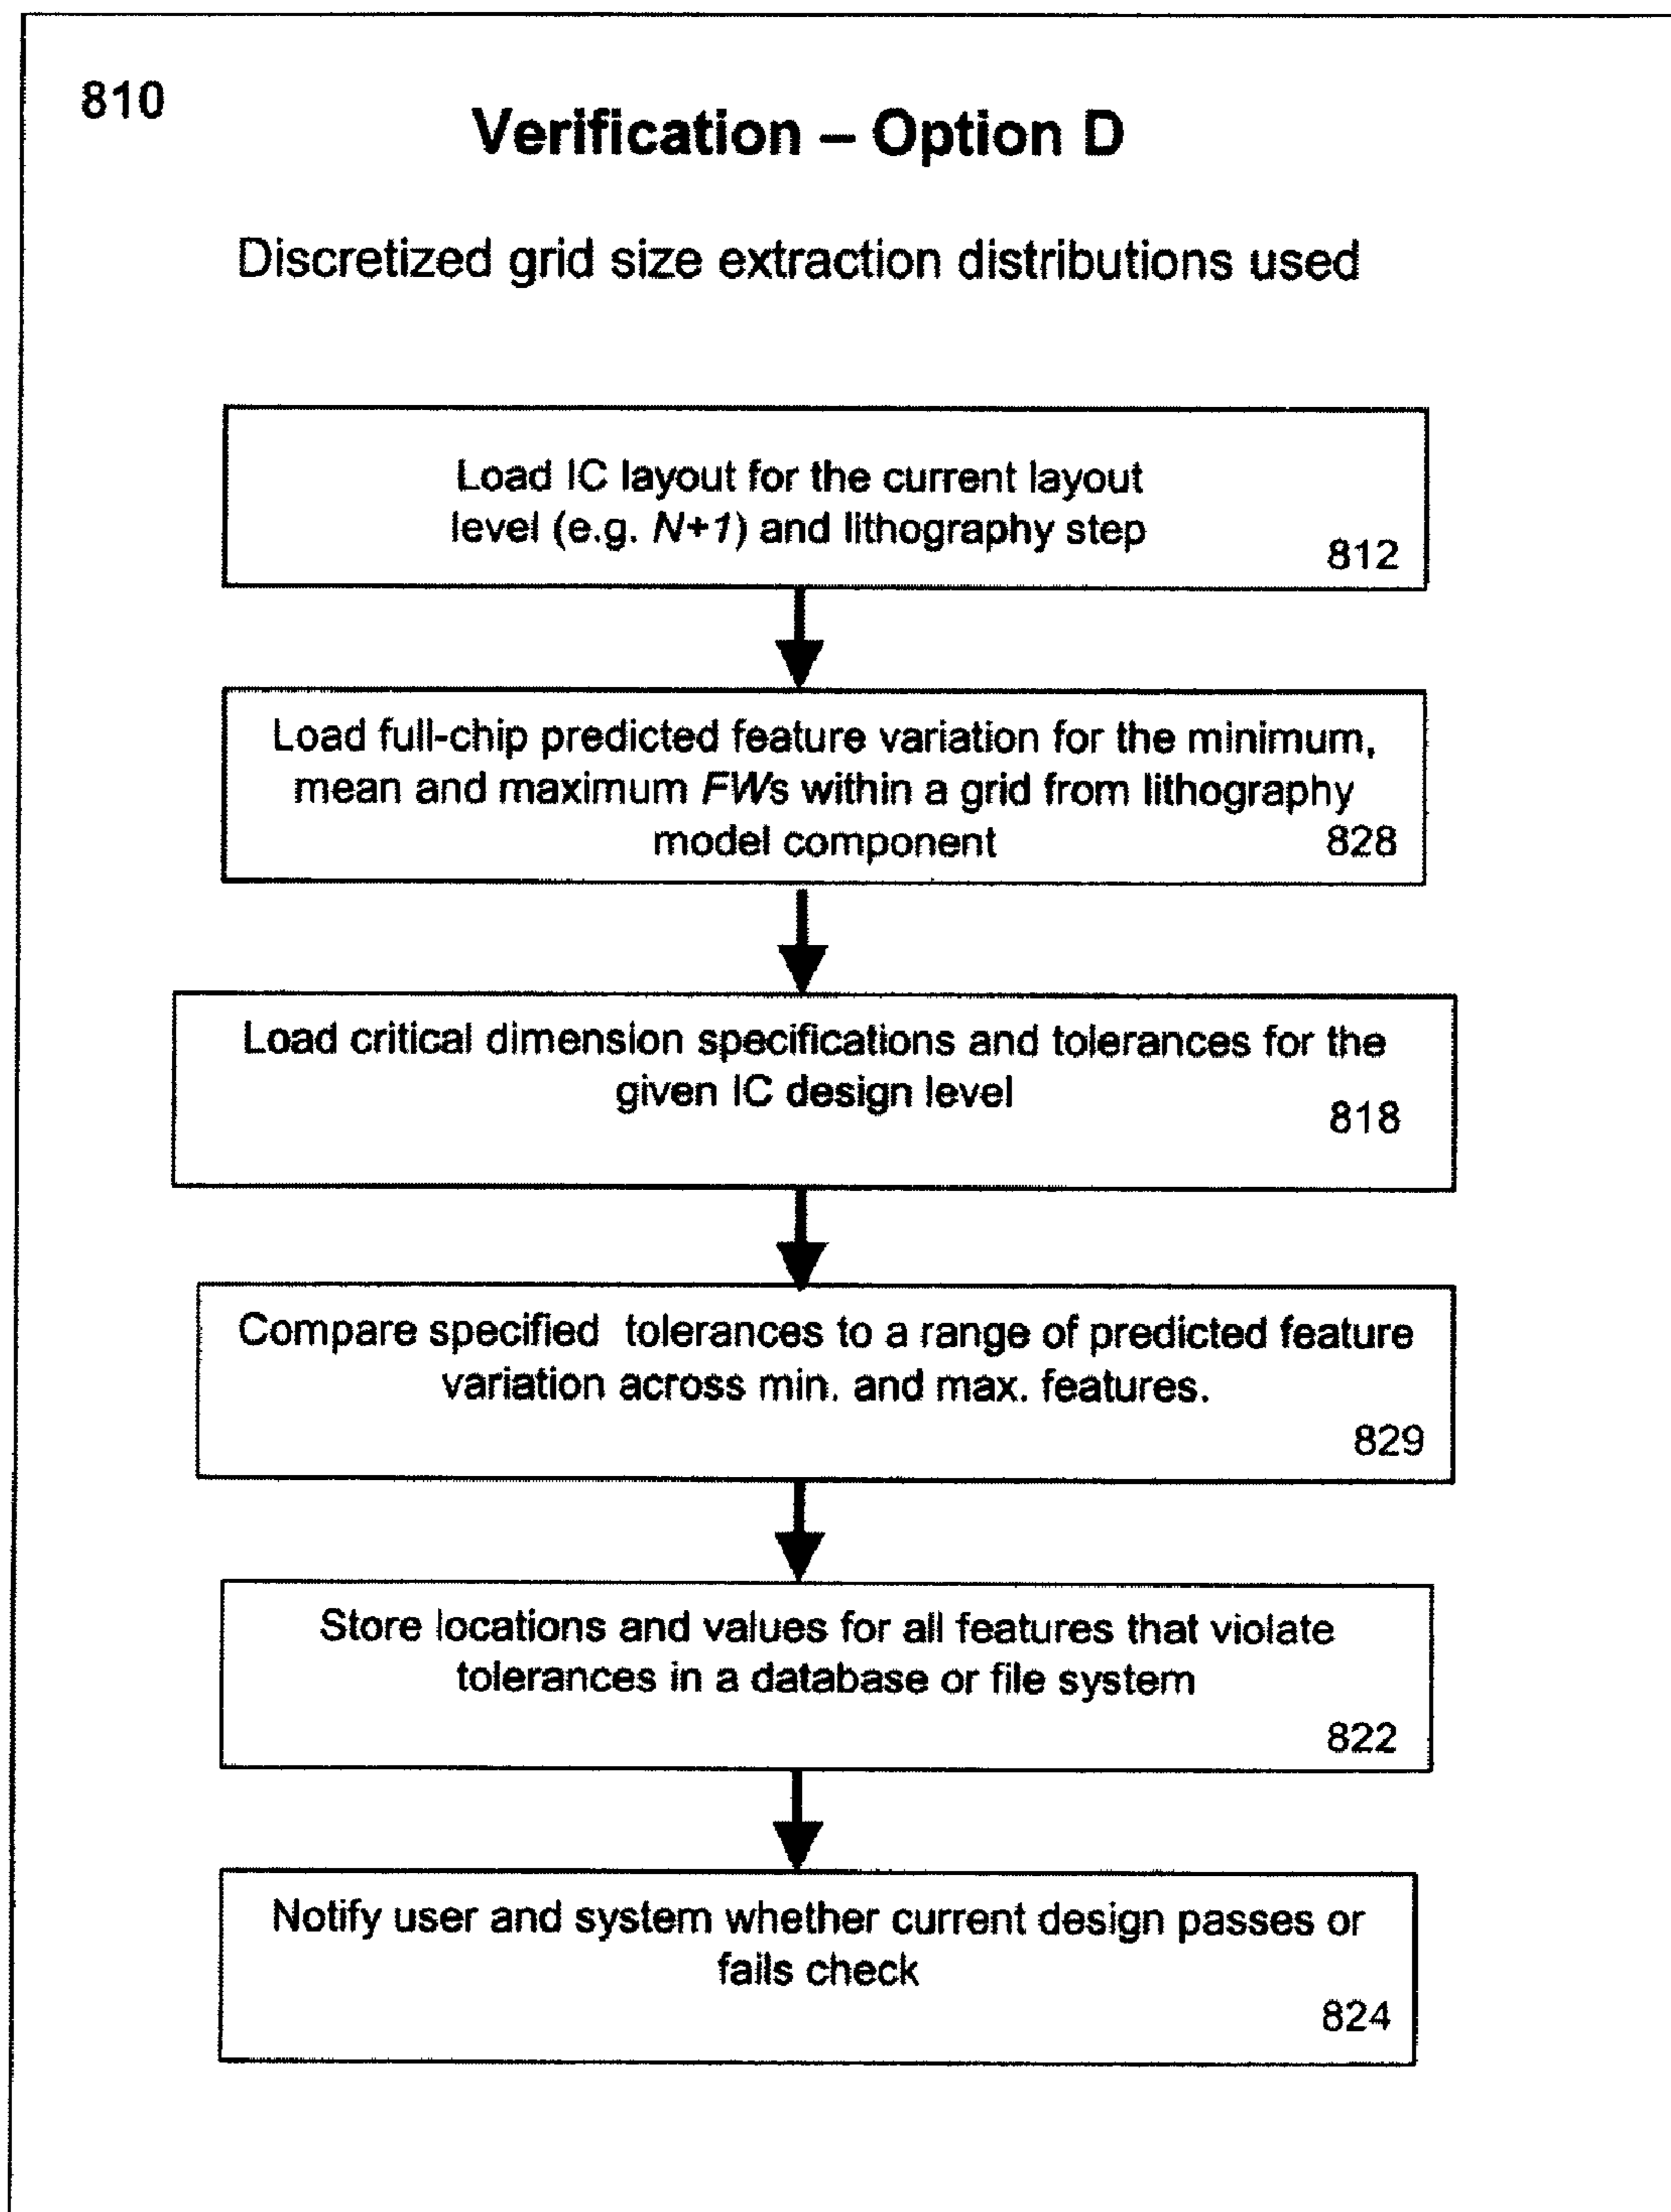 810
Verification – Option D
Discretized grid size extraction distributions used
Load IC layout for the current layout
level (e.g. N+1) and lithography step
812
Load full-chip predicted feature variation for the minimum,
mean and maximum FWs within a grid from lithography
model component
828
Load critical dimension specifications and tolerances for the
given IC design level
818
Compare specified tolerances to a range of predicted feature
variation across min. and max. features.
829
Store locations and values for all features that violate
tolerances in a database or file system
822
Notify user and system whether current design passes or
fails check
824